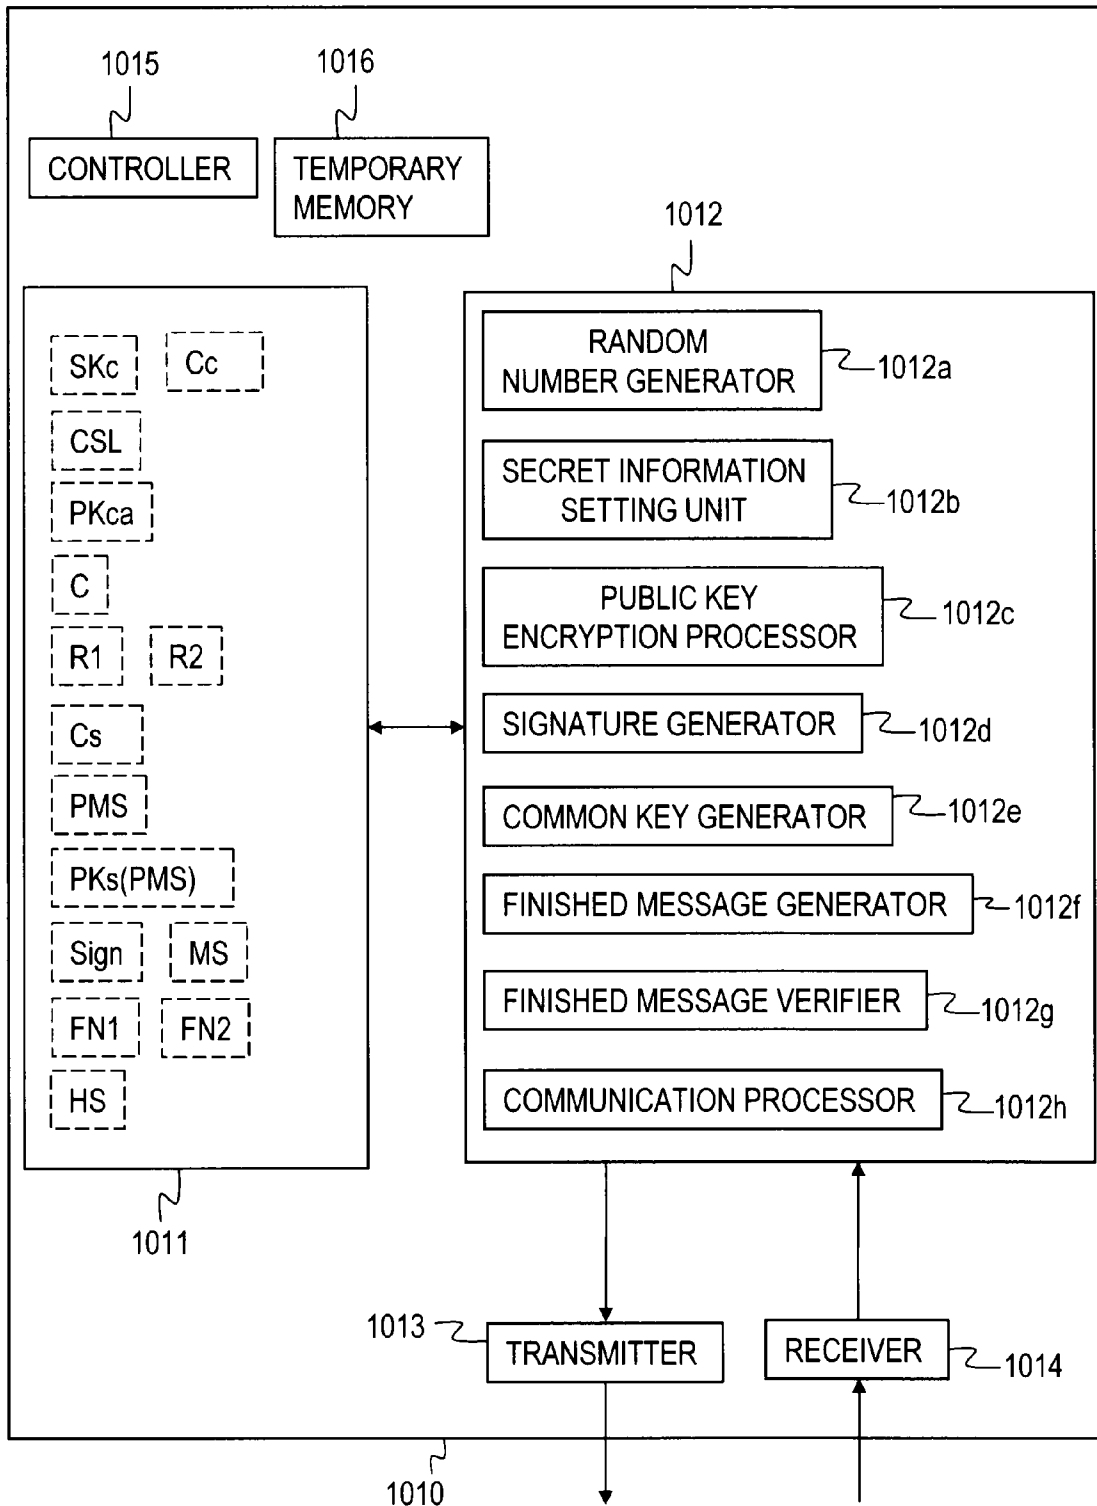 1015
1016
CONTROLLER
TEMPORARY
MEMORY
1012
SKc
Cc
CSL
PKca
C
R1
R2
Cs
PMS
PKs(PMS)
Sign
MS
FN1
FN2
HS
1011
RANDOM
NUMBER GENERATOR
1012a
SECRET INFORMATION
SETTING UNIT
1012b
PUBLIC KEY
ENCRYPTION PROCESSOR
1012c
SIGNATURE GENERATOR
1012d
COMMON KEY GENERATOR
1012e
FINISHED MESSAGE GENERATOR
1012f
FINISHED MESSAGE VERIFIER
1012g
COMMUNICATION PROCESSOR
1012h
1013
TRANSMITTER
RECEIVER
1014
1010